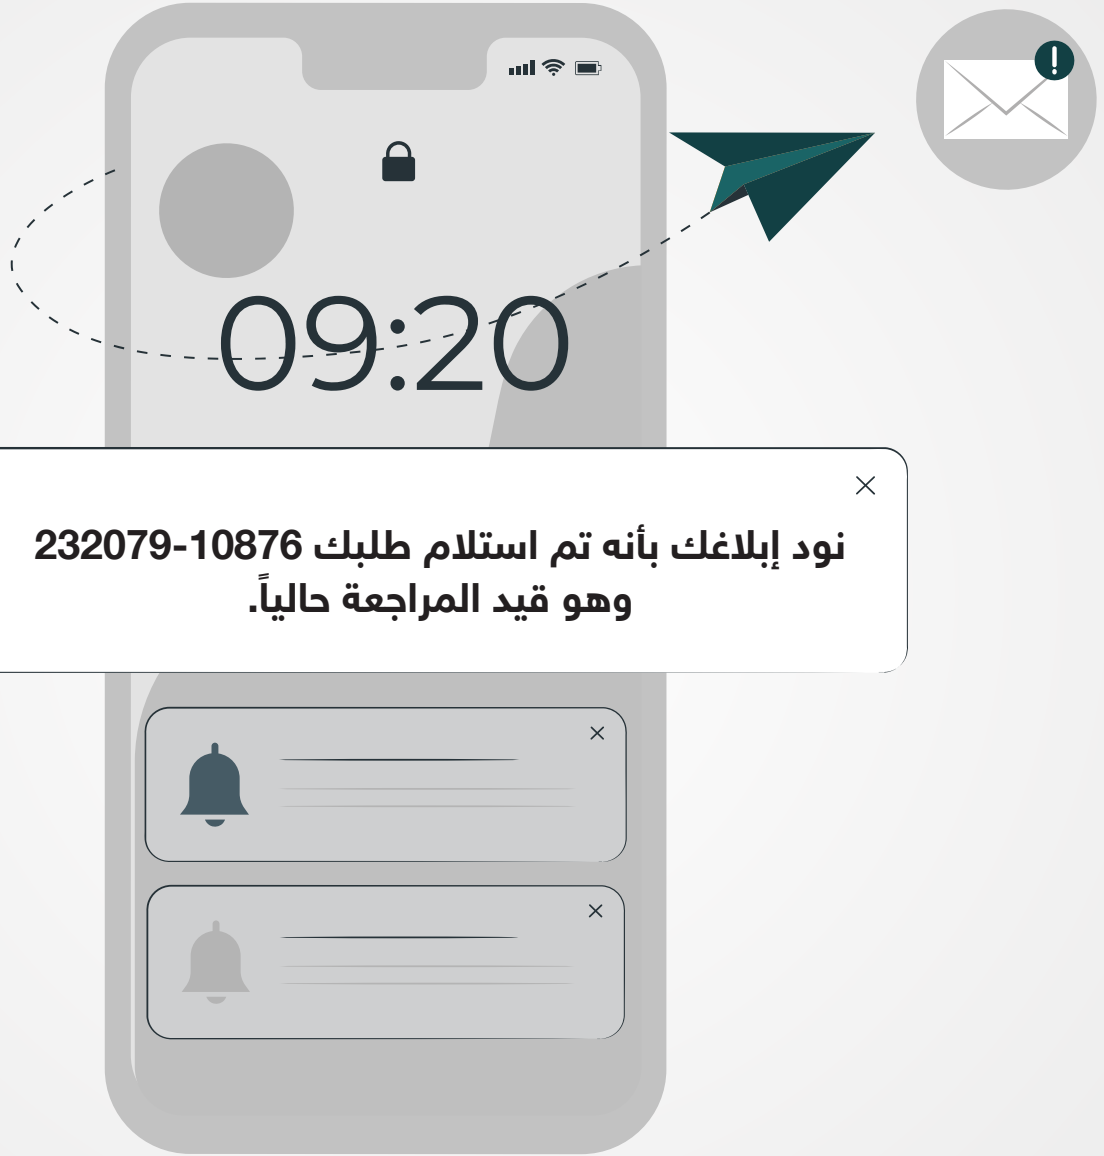 09:20
نود إبلاغك بأنه تم استلام طلبك 10876-232079
وهو قيد المراجعة حالياً.